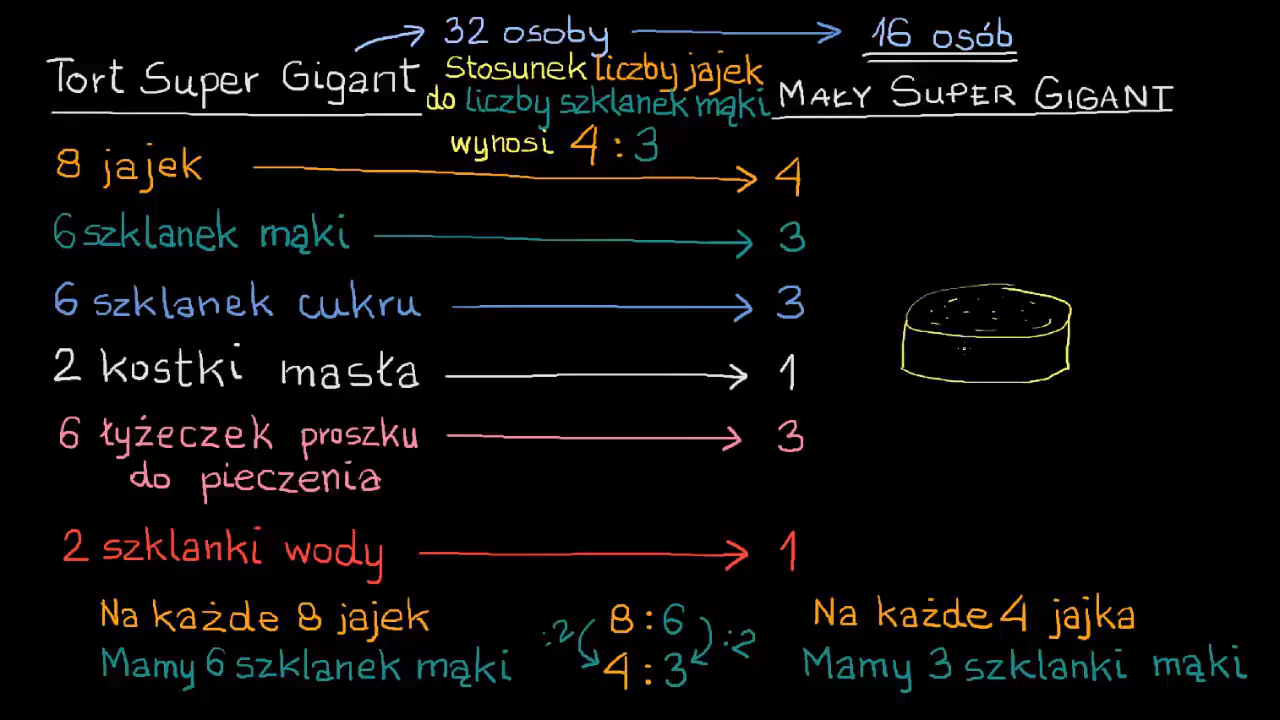 32 osoby
16 osób
Tort Super Gigant
Stosunek liczby jajek
do liczby szklanek mąki
wynosi 4 : 3
MAŁY SUPER GIGANT
8 jajek 4
6 szklanek mąki 3
6 szklanek cukru 3
2 kostki masła 1
6 łyżeczek proszku 3
do pieczenia
2 szklanki wody 1
Na każde 8 jajek
Mamy 6 szklanek mąki
:2 8 : 6 :2
4 : 3
Na każde 4 jajka
Mamy 3 szklanki mąki